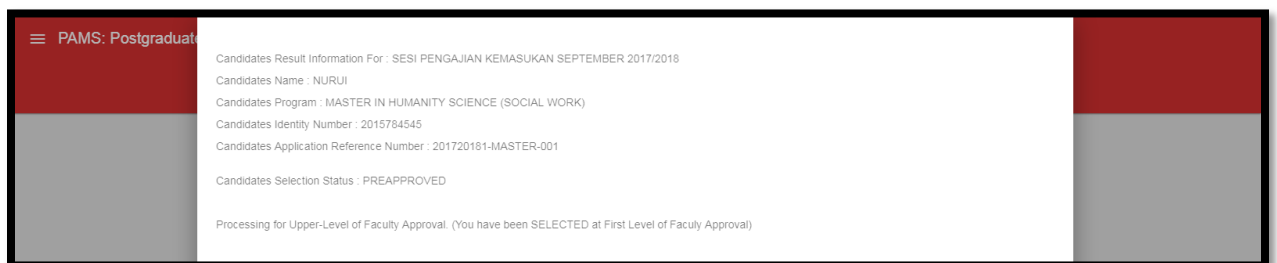 PAMS: Postgraduate
Candidates Result Information For : SESI PENGAJIAN KEMASUKAN SEPTEMBER 2017/2018
Candidates Name : NURUI
Candidates Program : MASTER IN HUMANITY SCIENCE (SOCIAL WORK)
Candidates Identity Number : 2015784545
Candidates Application Reference Number : 201720181-MASTER-001
Candidates Selection Status : PREAPPROVED
Processing for Upper-Level of Faculty Approval. (You have been SELECTED at First Level of Faculy Approval)